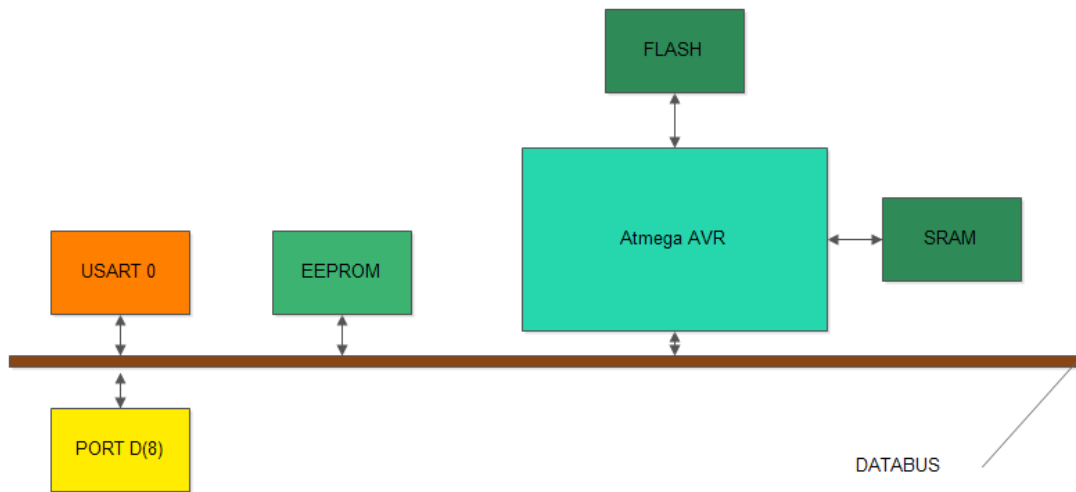 FLASH
Atmega AVR
SRAM
USART 0
EEPROM
PORT D(8)
DATABUS